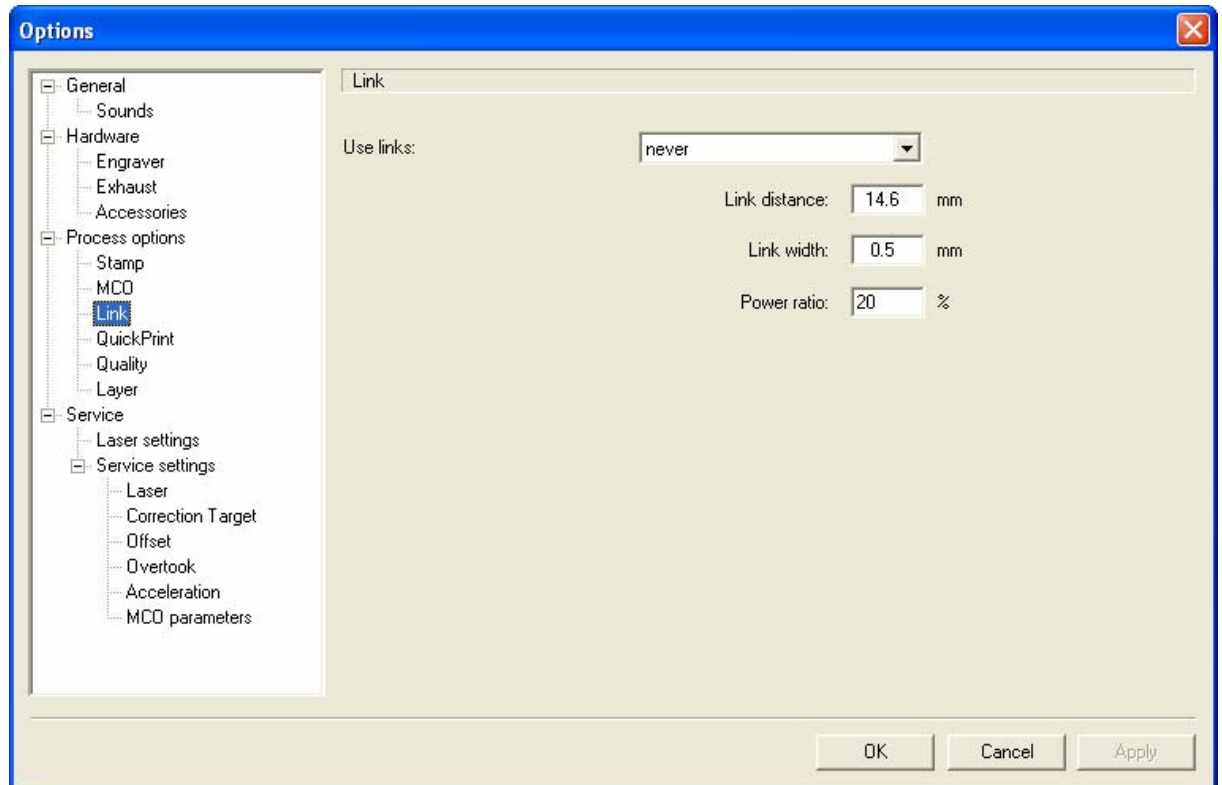 Options
General
Sounds
Hardware
Engraver
Exhaust
Accessories
Process options
Stamp
MCO
Link
QuickPrint
Quality
Layer
Service
Laser settings
Service settings
Laser
Correction Target
Offset
Overtook
Acceleration
MCO parameters
Link
Use links: never
Link distance: 14.6 mm
Link width: 0.5 mm
Power ratio: 20 %
OK Cancel Apply